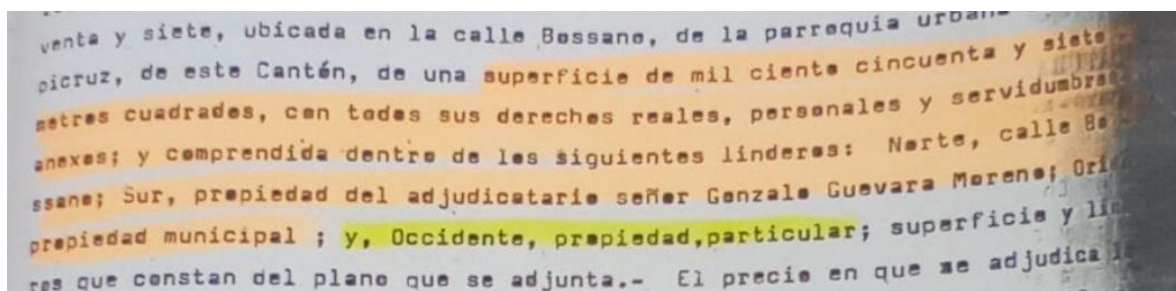 venta y siete, ubicada en la calle Bossano, de la parroquia
picruz, de este Cantón, de una superficie de mil ciento cincuenta y siete
metros cuadrados, con todos sus derechos reales, personales y servidumbres
anexos; y comprendida dentro de los siguientes linderos: Norte, calle Bo-
ssano; Sur, propiedad del adjudicatario señor Gonzalo Guevara Moreno;
propiedad municipal ; y, Occidente, propiedad,particular; superficie y
res que constan del plano que se adjunta.- El precio en que se adjudica